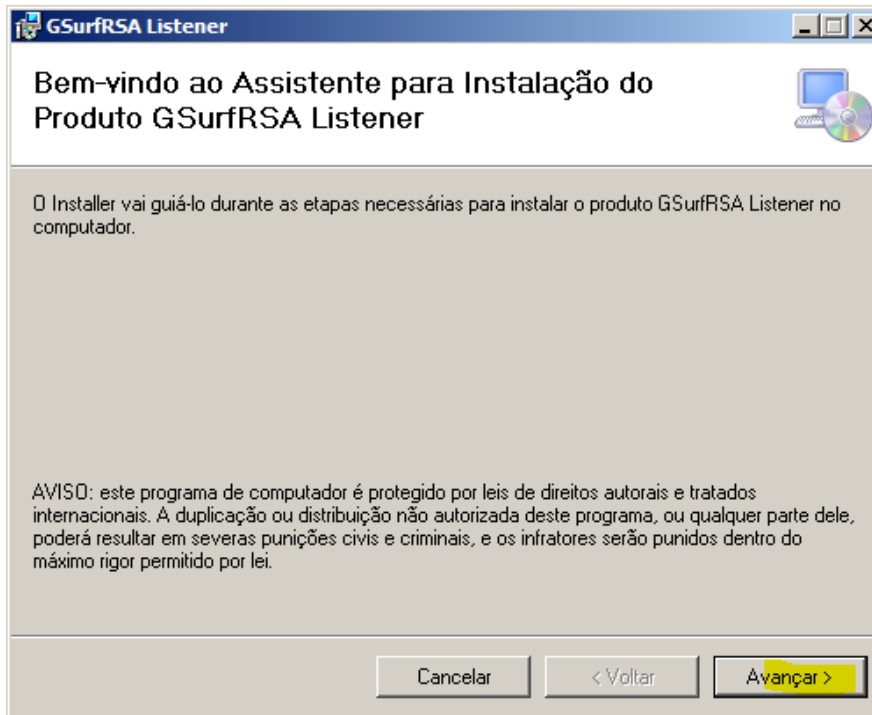 GSurfRSA Listener
Bem-vindo ao Assistente para Instalação do
Produto GSurfRSA Listener
O Installer vai guiá-lo durante as etapas necessárias para instalar o produto GSurfRSA Listener no
computador.
AVISO: este programa de computador é protegido por leis de direitos autorais e tratados
internacionais. A duplicação ou distribuição não autorizada deste programa, ou qualquer parte dele,
poderá resultar em severas punições civis e criminais, e os infratores serão punidos dentro do
máximo rigor permitido por lei.
Cancelar
< Voltar
Avançar >